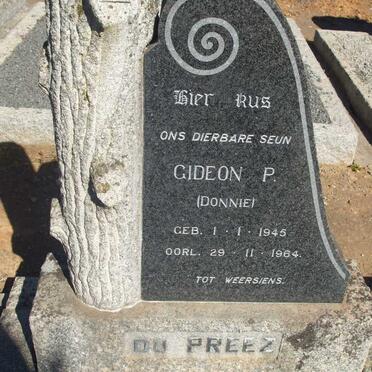 Hier Rus
ONS DIERBARE SEUN
GIDEON P.
(DONNIE)
GEB. 1 · 1 · 1945
OORL. 29 · 11 · 1964.
TOT WEERSIENS.
DU PREEZ